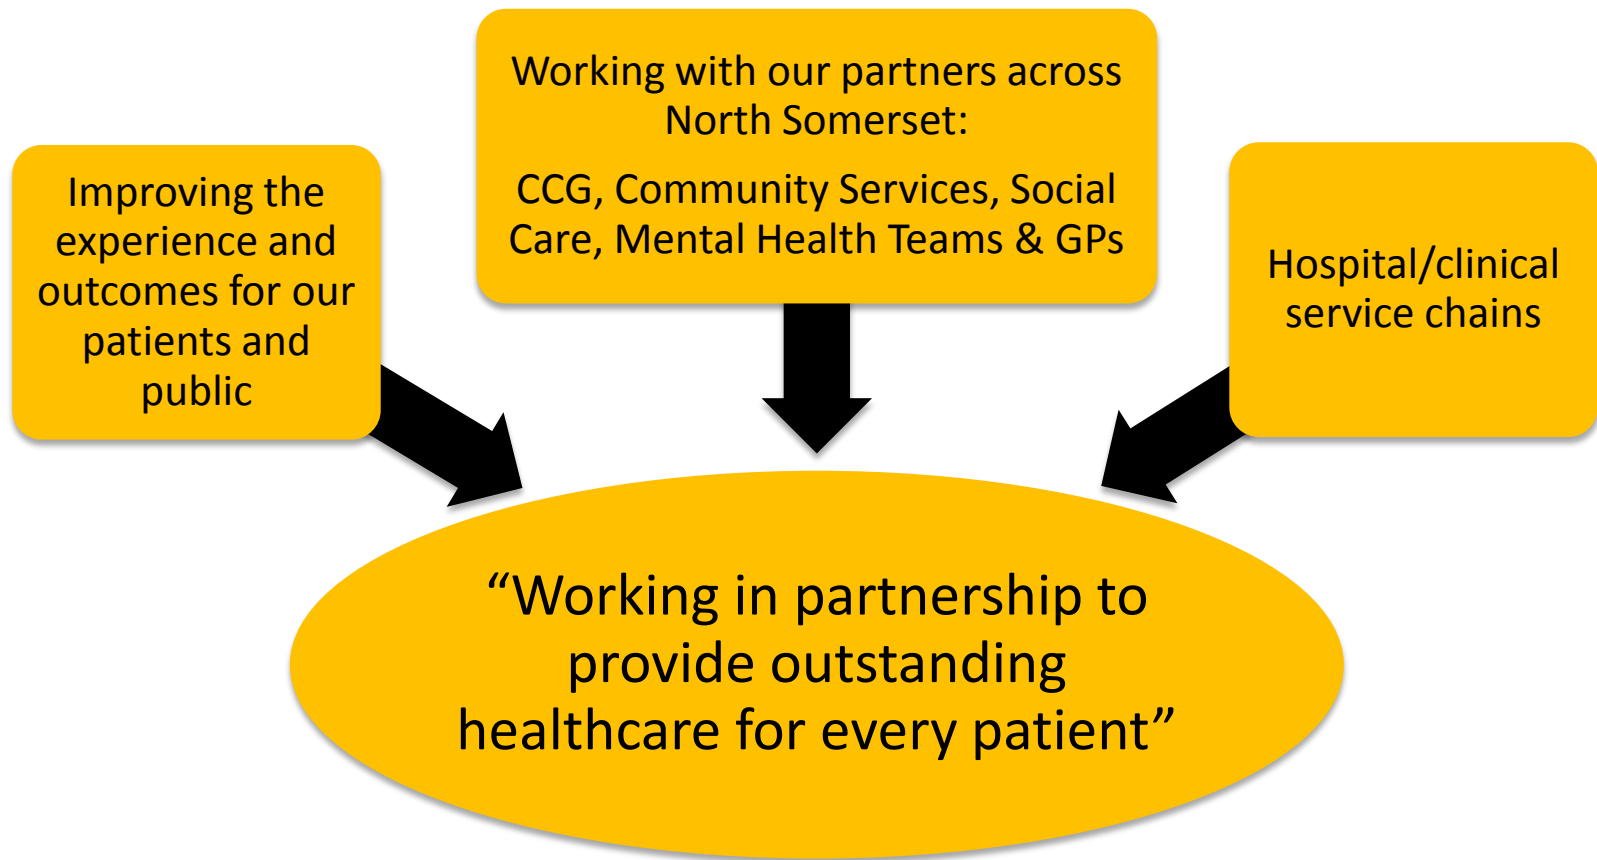 Working with our partners across
North Somerset:
CCG, Community Services, Social
Care, Mental Health Teams & GPs
Improving the
experience and
outcomes for our
patients and
public
Hospital/clinical
service chains
“Working in partnership to
provide outstanding
healthcare for every patient”